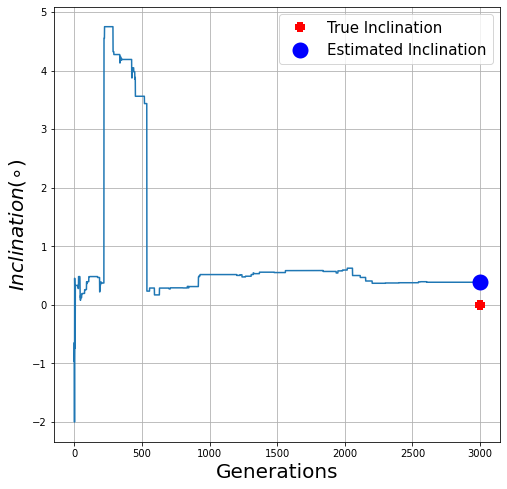 True Inclination
Estimated Inclination
5
4
3
2
1
0
−1
−2
Inclination(∘)
0 500 1000 1500 2000 2500 3000
Generations